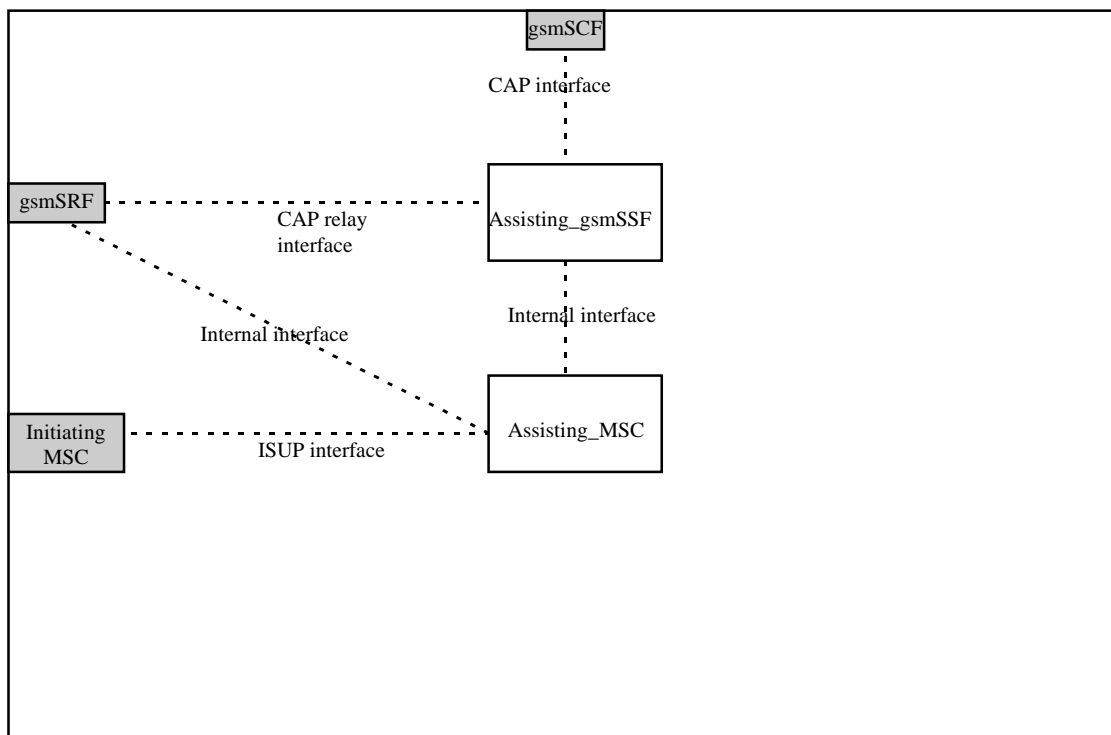 gsmSCF
CAP interface
gsmSRF
Assisting_gsmSSF
CAP relay
interface
Internal interface
Internal interface
Initiating
MSC
Assisting_MSC
ISUP interface